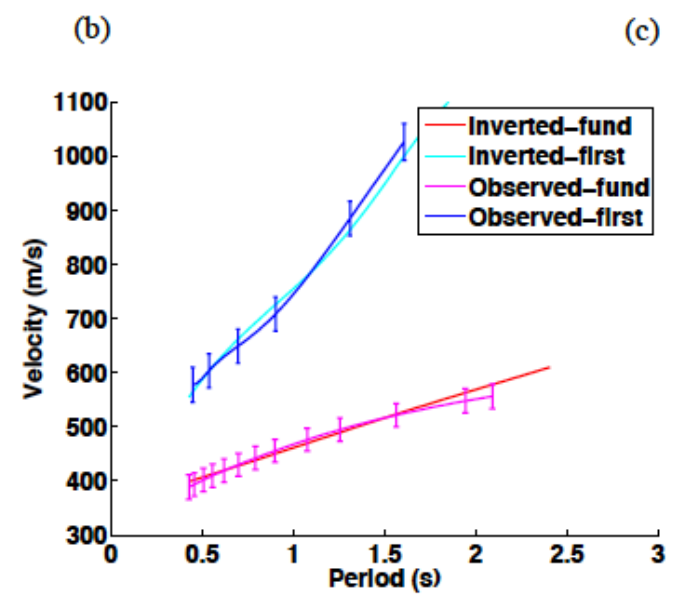 (b) (c)
1100
1000
900
800
700
600
500
400
300
Velocity (m/s)
Inverted-fund
Inverted-first
Observed-fund
Observed-first
0 0.5 1 1.5 2 2.5 3
Period (s)